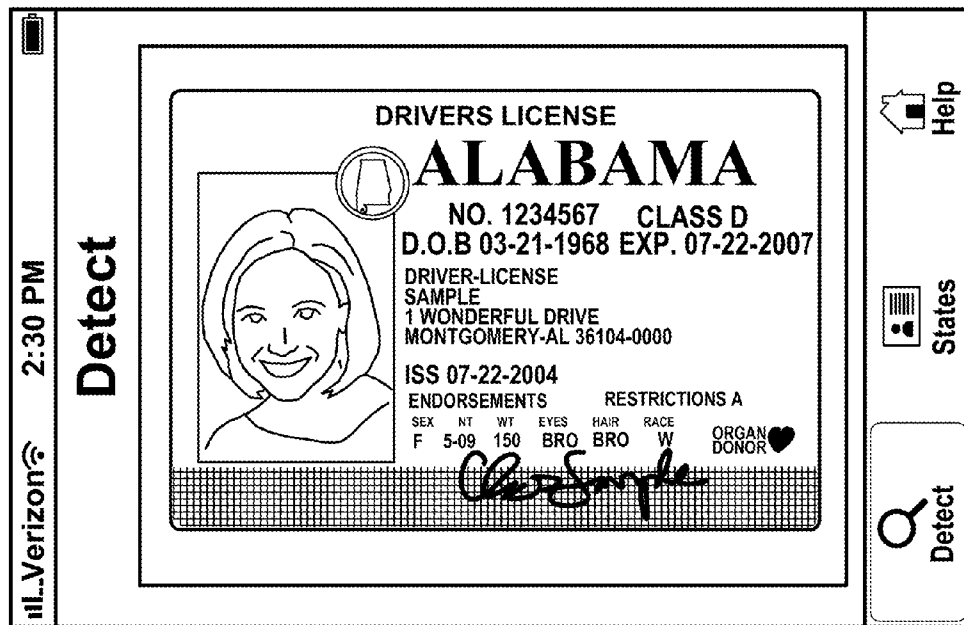 Verizon 2:30 PM
Detect
DRIVERS LICENSE
ALABAMA
NO. 1234567 CLASS D
D.O.B 03-21-1968 EXP. 07-22-2007
DRIVER-LICENSE
SAMPLE
1 WONDERFUL DRIVE
MONTGOMERY-AL 36104-0000
ISS 07-22-2004
ENDORSEMENTS RESTRICTIONS A
SEX NT WT EYES HAIR RACE
F 5-09 150 BRO BRO W
ORGAN
DONOR
Detect States Help